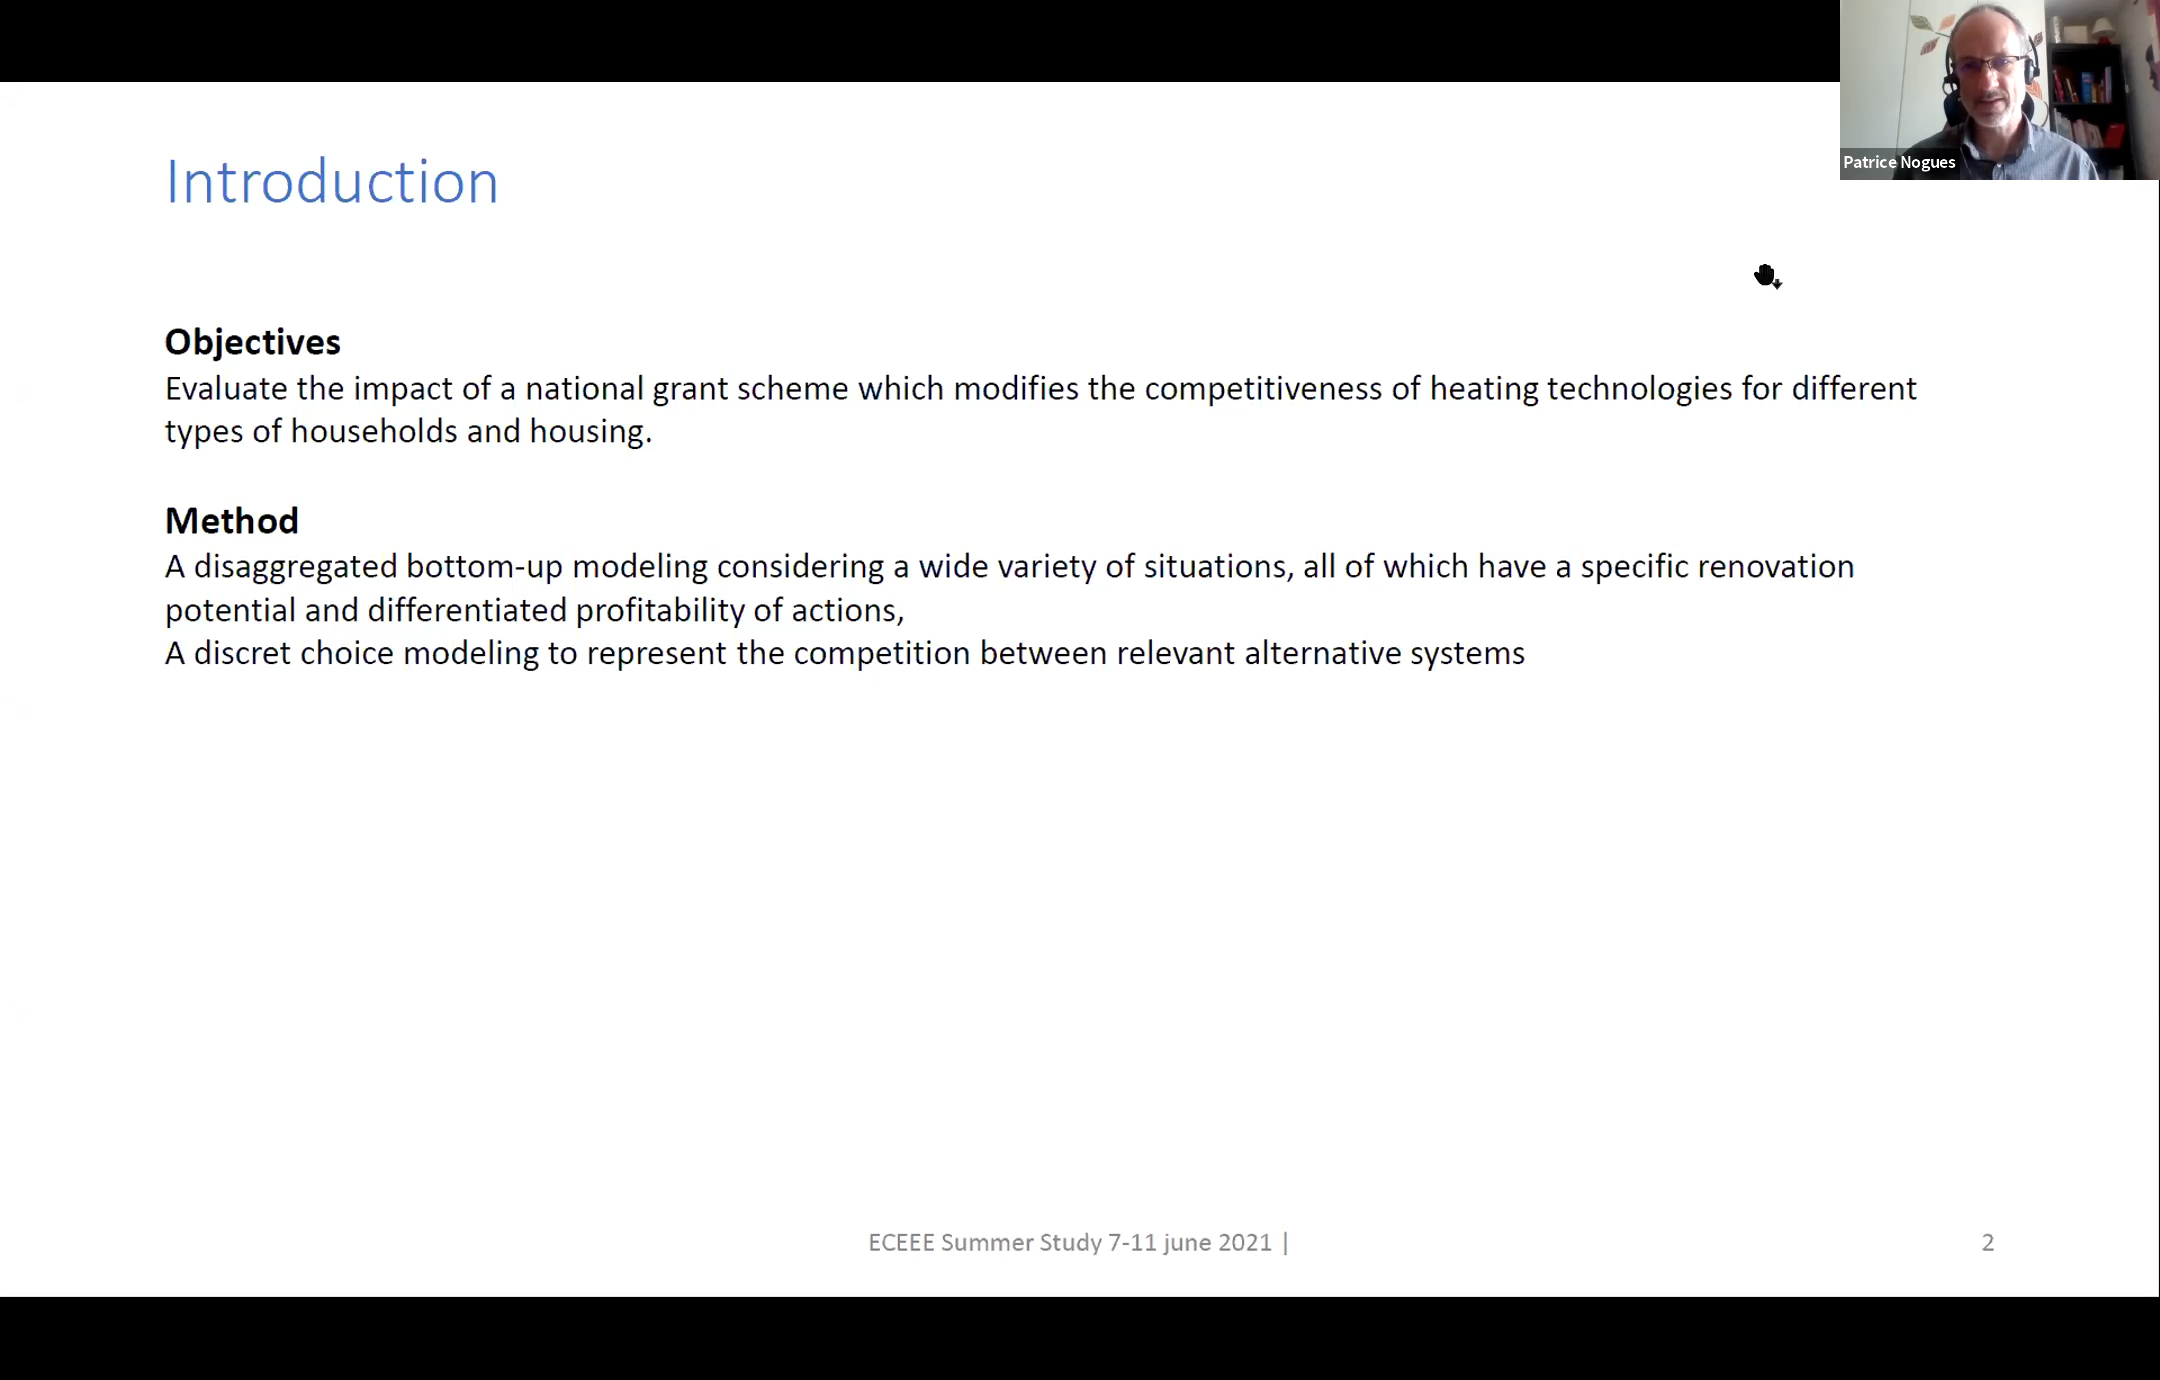 Patrice Nogues
Introduction
Objectives
Evaluate the impact of a national grant scheme which modifies the competitiveness of heating technologies for different
types of households and housing.
Method
A disaggregated bottom-up modeling considering a wide variety of situations, all of which have a specific renovation
potential and differentiated profitability of actions,
A discret choice modeling to represent the competition between relevant alternative systems
ECEEE Summer Study 7-11 june 2021 |
2